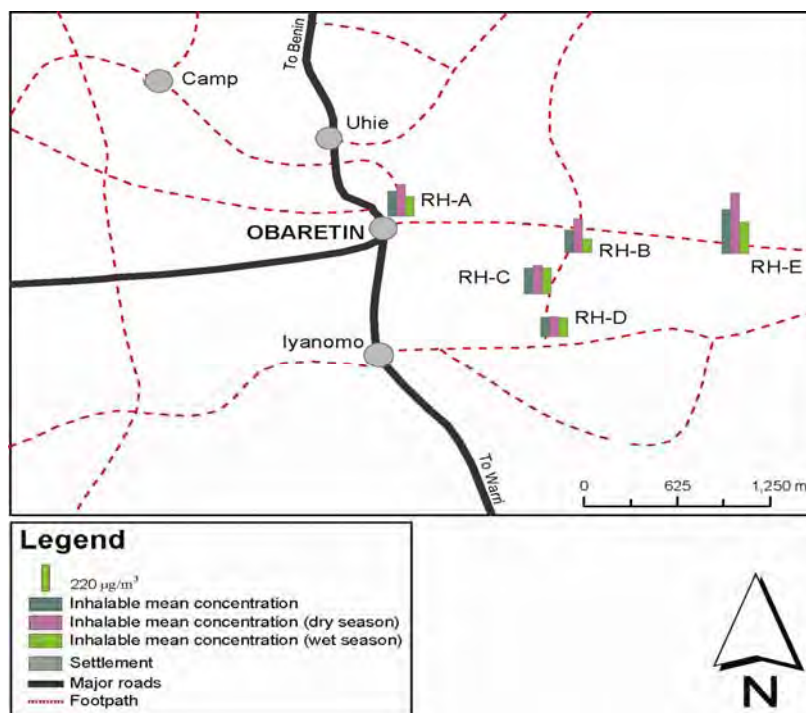 To Benin
Camp
Uhie
RH-A
OBARETIN
RH-B
RH-E
RH-C
RH-D
Iyanomo
To Warri
0 625 1,250 m
Legend
220 µg/m³
Inhalable mean concentration
Inhalable mean concentration (dry season)
Inhalable mean concentration (wet season)
Settlement
Major roads
Footpath
N